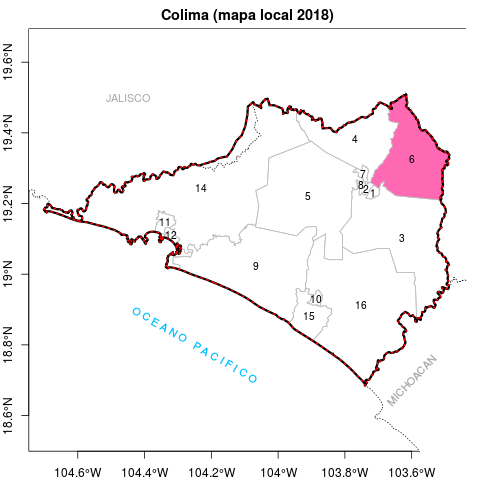 Colima (mapa local 2018)
19.6°N
JALISCO
19.4°N
4
6
7
14
8
2
1
5
19.2°N
11
12
3
9
19°N
10
16
15
OCEANO PACIFICO
18.8°N
MICHOACAN
18.6°N
104.6°W 104.4°W 104.2°W 104°W 103.8°W 103.6°W